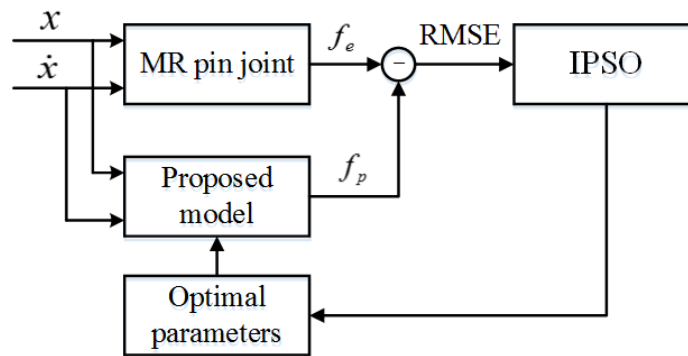 x
ẋ
MR pin joint
f_e
−
RMSE
IPSO
Proposed
model
f_p
Optimal
parameters